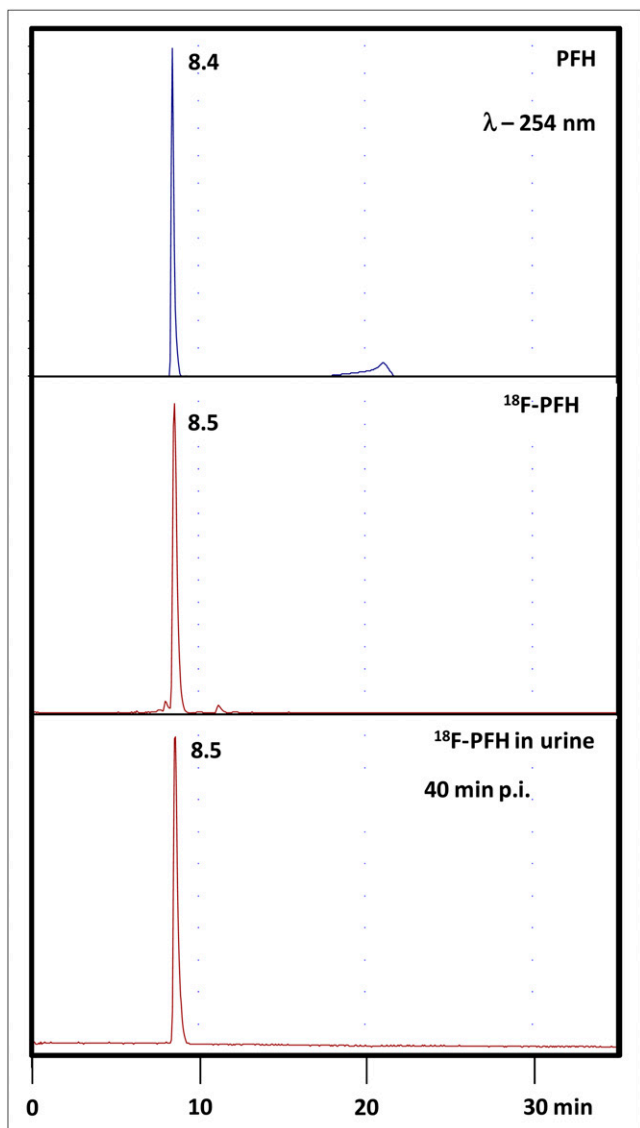 8.4
PFH
λ – 254 nm
8.5
¹⁸F-PFH
8.5
¹⁸F-PFH in urine
40 min p.i.
0 10 20 30 min